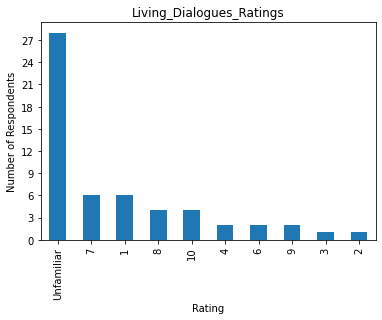 Living_Dialogues_Ratings
Number of Respondents
27
24
21
18
15
12
9
6
3
0
Unfamiliar 7 1 8 10 4 6 9 3 2
Rating